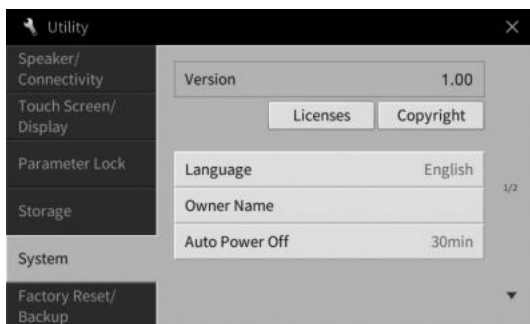 Utility
Speaker/
Connectivity
Touch Screen/
Display
Parameter Lock
Storage
System
Factory Reset/
Backup
Version 1.00
Licenses Copyright
Language English
Owner Name
Auto Power Off 30min
1/2